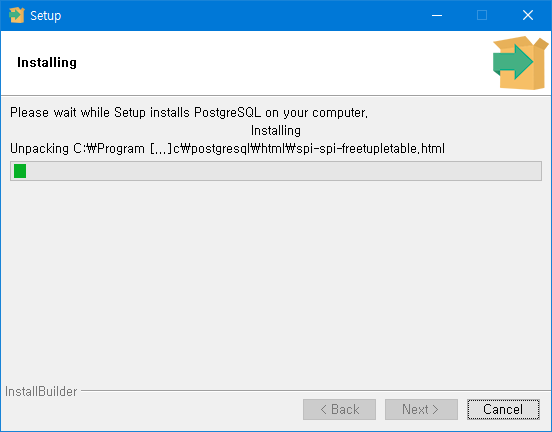 Setup
Installing
Please wait while Setup installs PostgreSQL on your computer.
Installing
Unpacking C:₩Program [...]c₩postgresql₩html₩spi-spi-freetupletable.html
InstallBuilder
< Back
Next >
Cancel